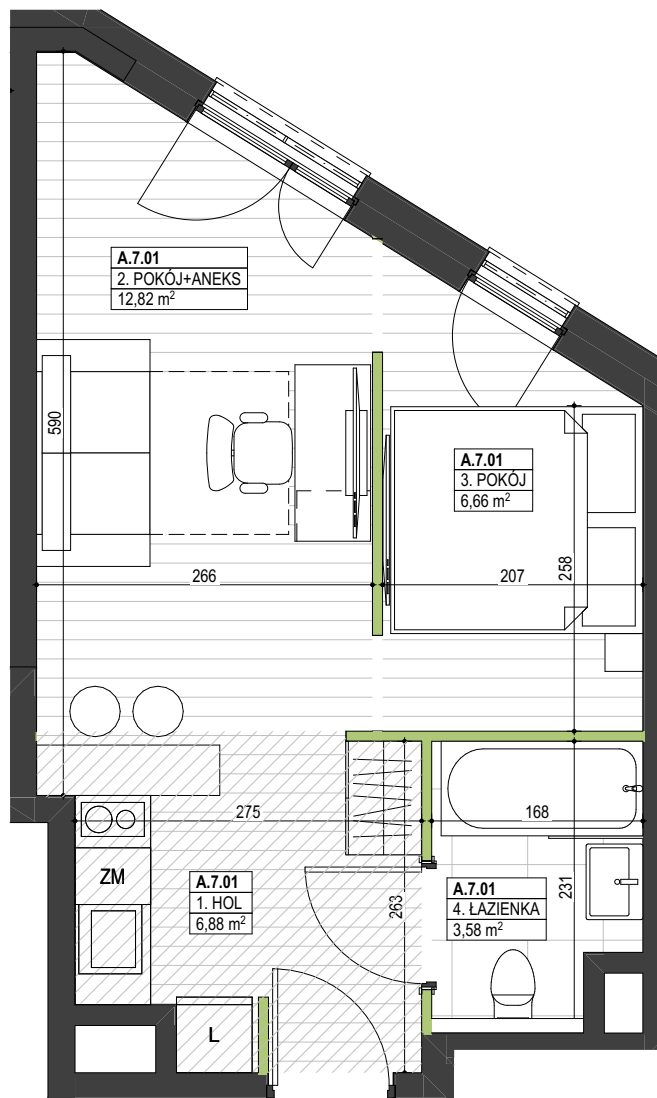 A.7.01
2. POKÓJ+ANEKS
12,82 m²
590
A.7.01
3. POKÓJ
6,66 m²
266
207
258
275
168
ZM
A.7.01
1. HOL
6,88 m²
263
A.7.01
4. ŁAZIENKA
3,58 m²
231
L